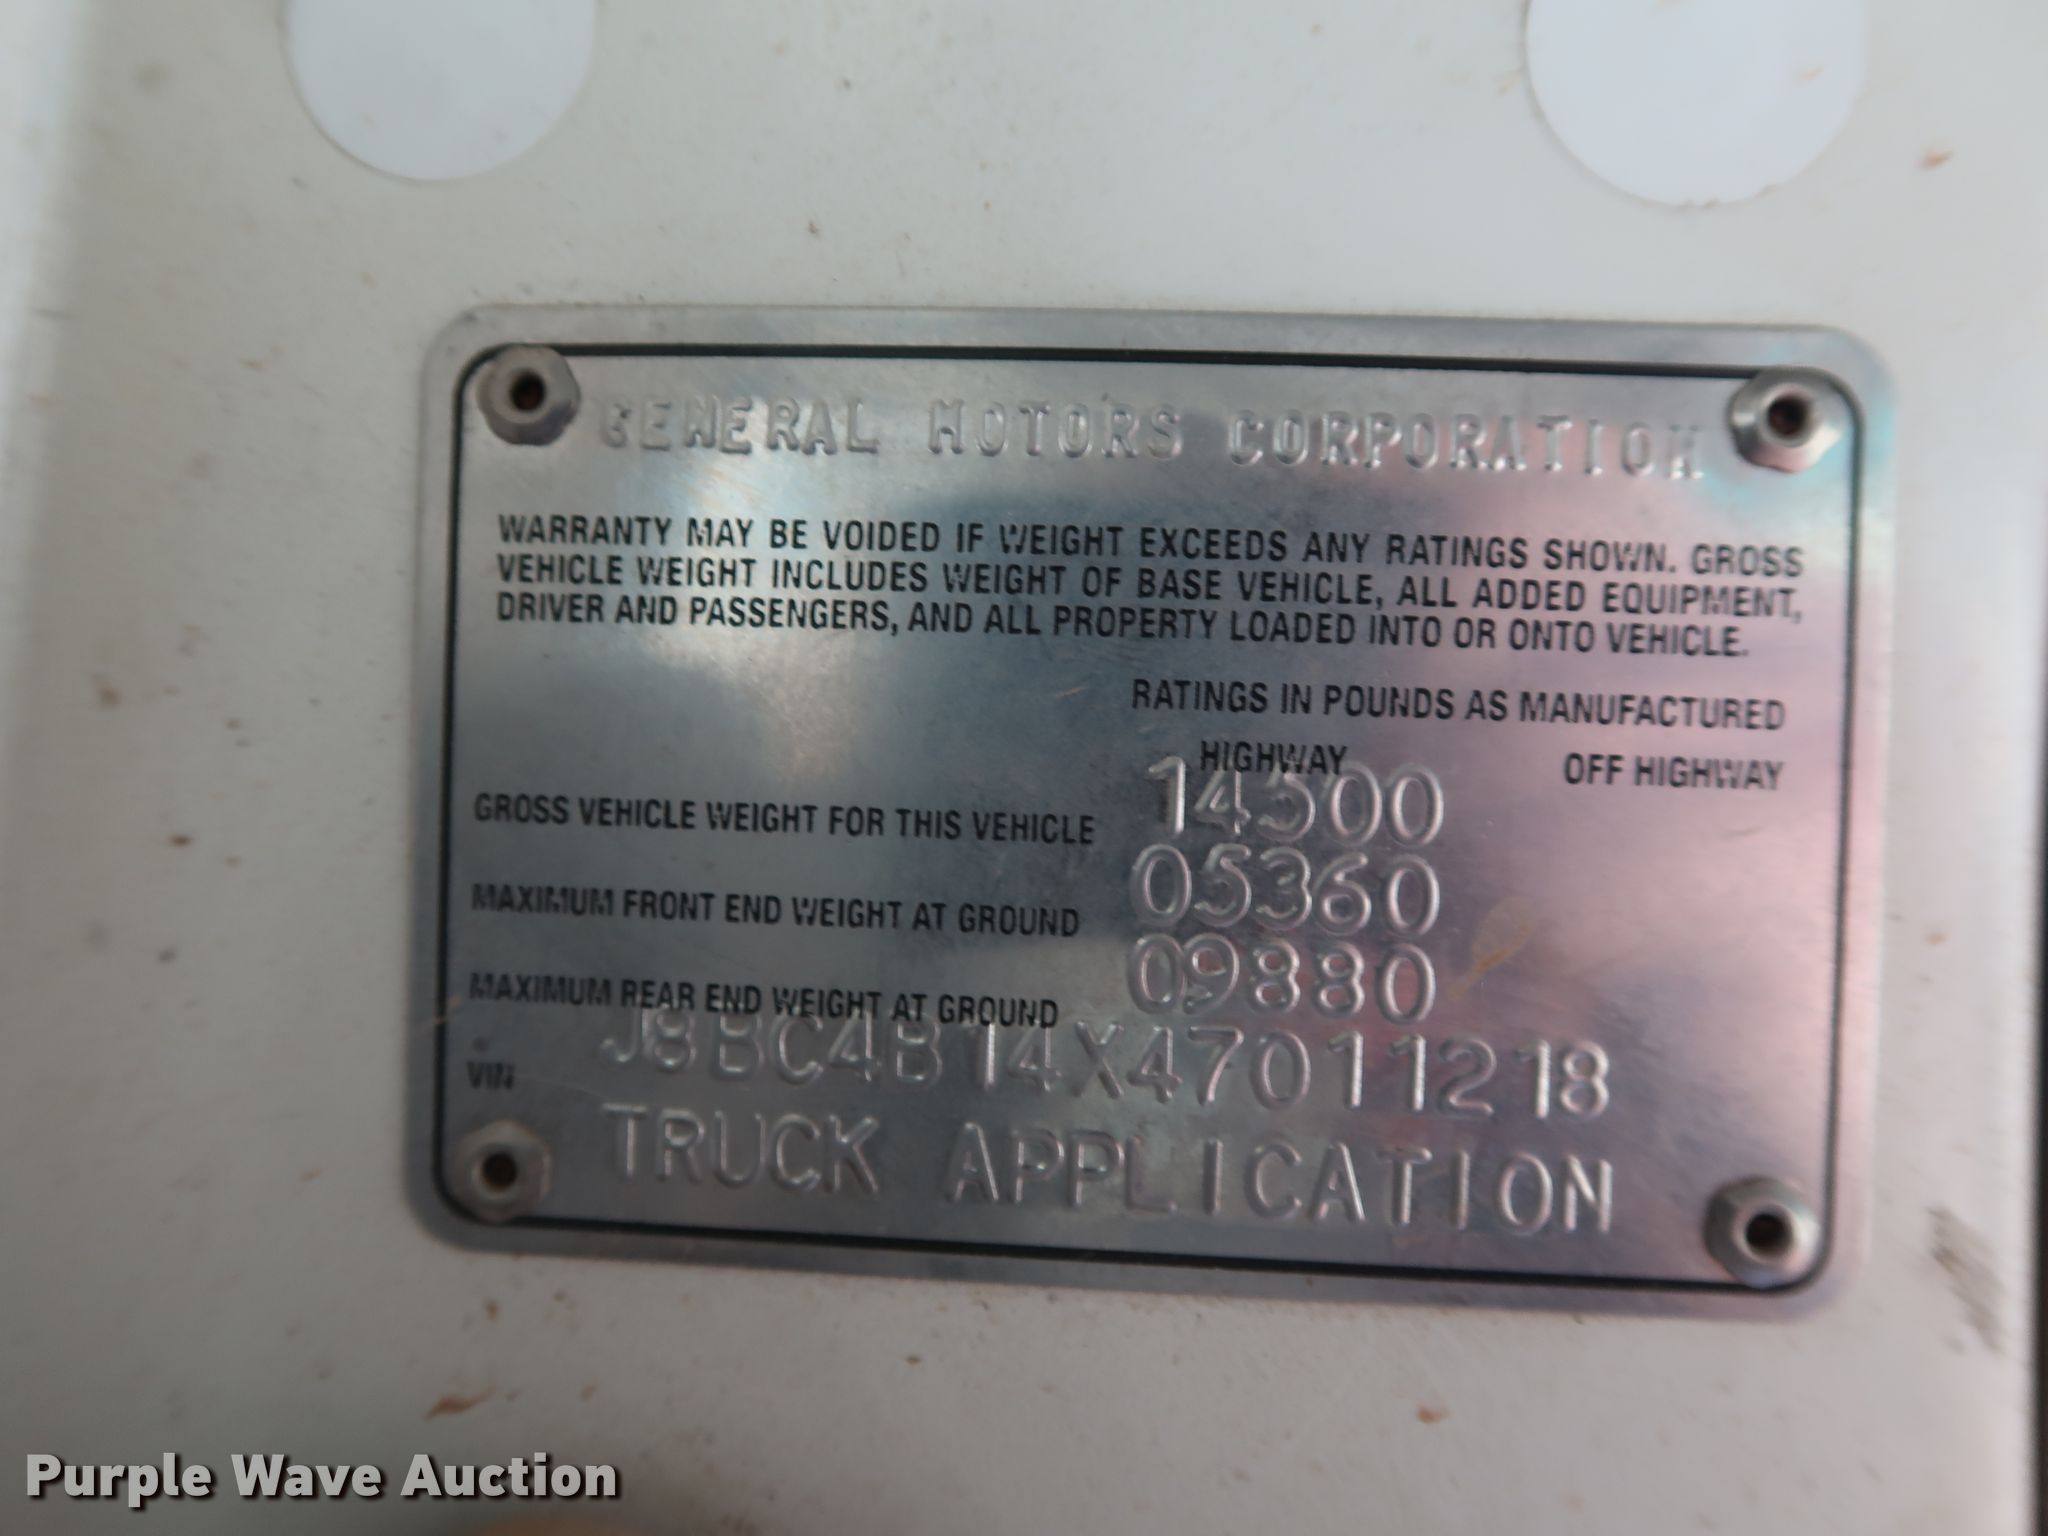 GENERAL MOTORS CORPORATION
WARRANTY MAY BE VOIDED IF WEIGHT EXCEEDS ANY RATINGS SHOWN. GROSS
VEHICLE WEIGHT INCLUDES WEIGHT OF BASE VEHICLE, ALL ADDED EQUIPMENT,
DRIVER AND PASSENGERS, AND ALL PROPERTY LOADED INTO OR ONTO VEHICLE.
RATINGS IN POUNDS AS MANUFACTURED
HIGHWAY OFF HIGHWAY
GROSS VEHICLE WEIGHT FOR THIS VEHICLE 14500
MAXIMUM FRONT END WEIGHT AT GROUND 05360
MAXIMUM REAR END WEIGHT AT GROUND 09880
VIN J8BC4B14X47011218
TRUCK APPLICATION
Purple Wave Auction